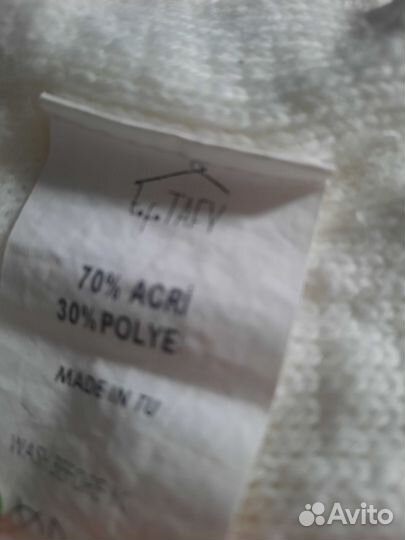 TAFY
70% ACRİ
30% POLYE
MADE IN TU
Avito